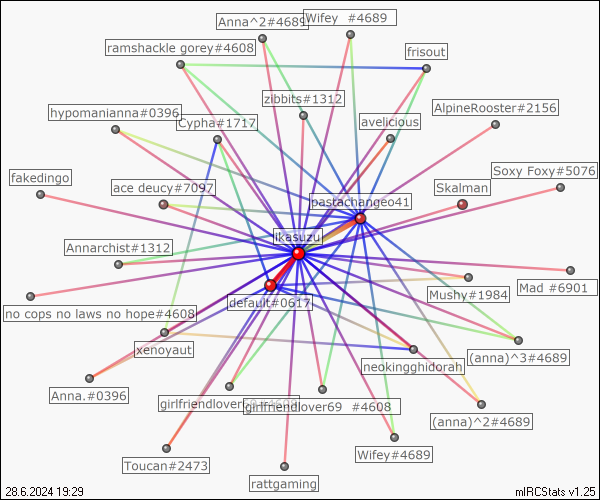 Anna^2#4689
Wifey  #4689
ramshackle gorey#4608
frisout
zibbits#1312
AlpineRooster#2156
hypomanianna#0396
Cypha#1717
avelicious
Soxy Foxy#5076
fakedingo
ace deucy#7097
Skalman
pastachangeo41
ikasuzu
Annarchist#1312
Mushy#1984
Mad #6901
default#0617
no cops no laws no hope#4608
xenoyaut
(anna)^3#4689
neokingghidorah
Anna.#0396
girlfriendlover69
girlfriendlover69  #4608
(anna)^2#4689
Wifey#4689
Toucan#2473
rattgaming
28.6.2024 19:29
mIRCStats v1.25